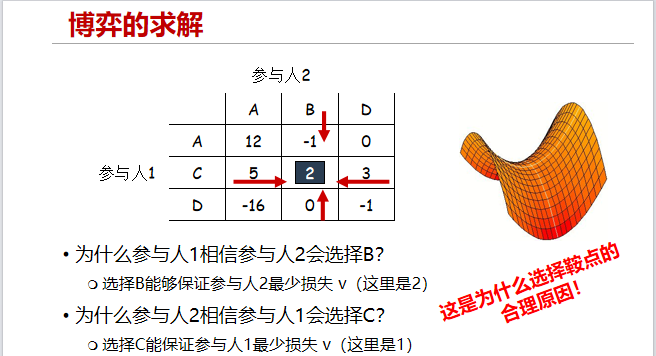 博弈的求解
参与人2
A B D
A 12 -1 0
参与人1 C 5 2 3
D -16 0 -1
• 为什么参与人1相信参与人2会选择B?
选择B能够保证参与人2最少损失 v（这里是2）
• 为什么参与人2相信参与人1会选择C?
选择C能保证参与人1最少损失 v（这里是1）
这是为什么选择鞍点的
合理原因!